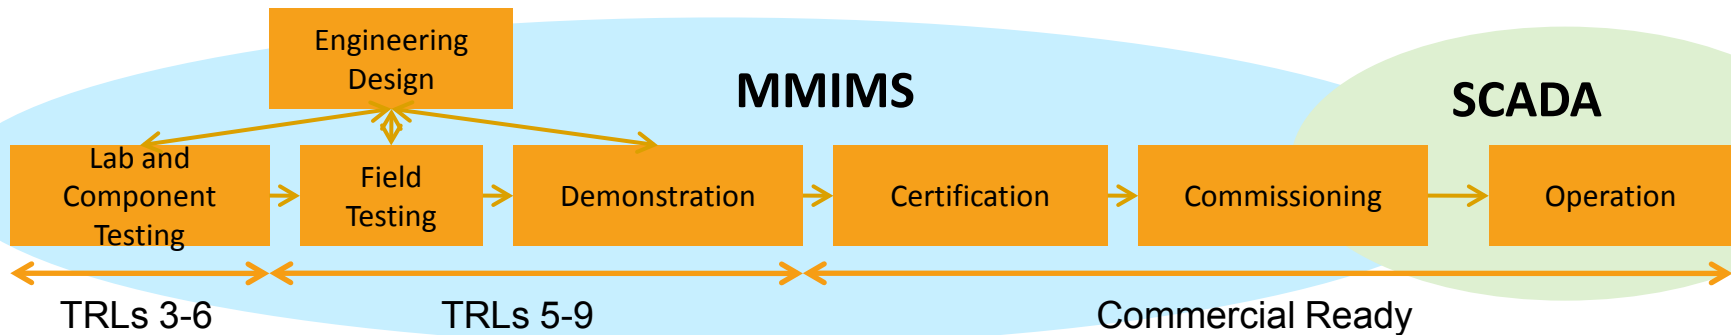 Engineering
Design
MMIMS
SCADA
Lab and
Component
Testing
Field
Testing
Demonstration
Certification
Commissioning
Operation
TRLs 3-6
TRLs 5-9
Commercial Ready